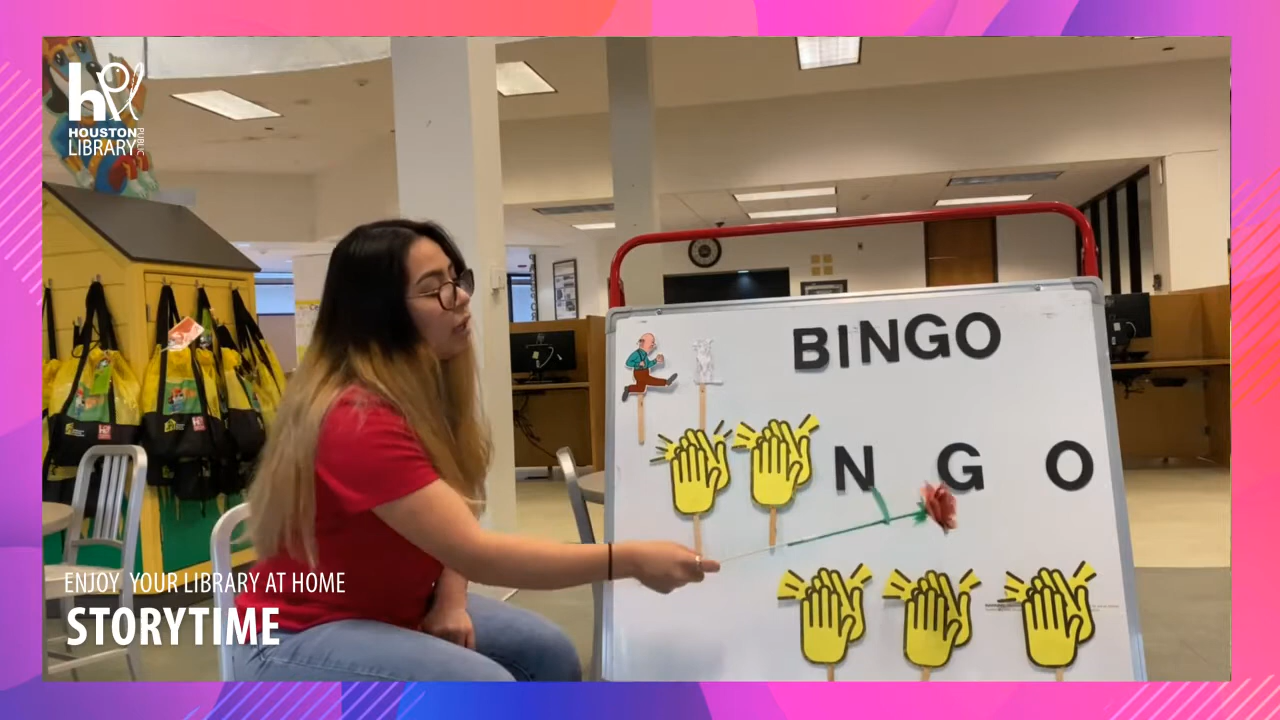 h
HOUSTON
PUBLIC
LIBRARY
BINGO
N G O
ENJOY YOUR LIBRARY AT HOME
STORYTIME